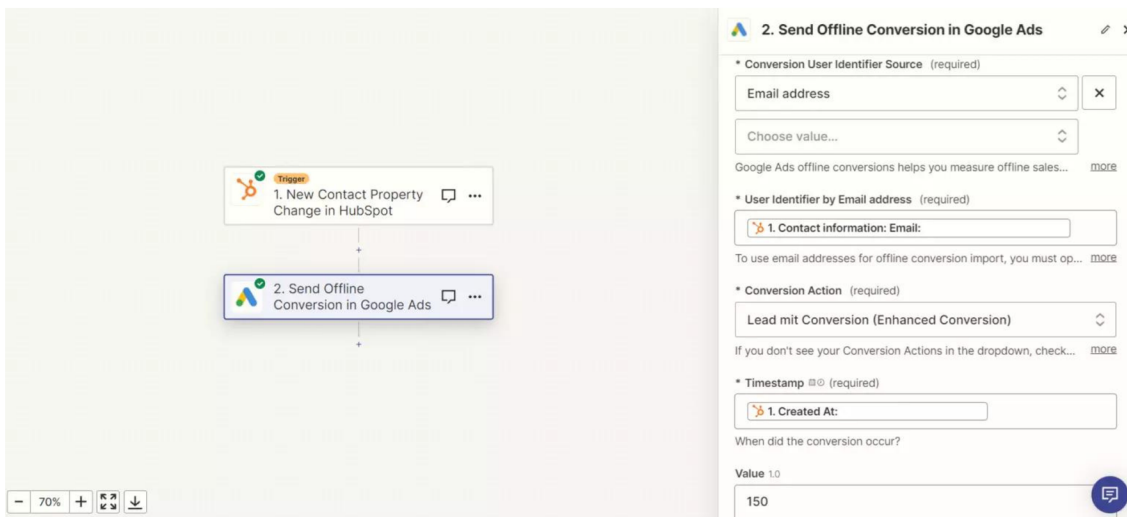 2. Send Offline Conversion in Google Ads
* Conversion User Identifier Source (required)
Email address
Choose value...
Google Ads offline conversions helps you measure offline sales... more
* User Identifier by Email address (required)
1. Contact information: Email:
To use email addresses for offline conversion import, you must op... more
* Conversion Action (required)
Lead mit Conversion (Enhanced Conversion)
If you don't see your Conversion Actions in the dropdown, check... more
* Timestamp (required)
1. Created At:
When did the conversion occur?
Value 1.0
150
Trigger
1. New Contact Property
Change in HubSpot
2. Send Offline
Conversion in Google Ads
70%